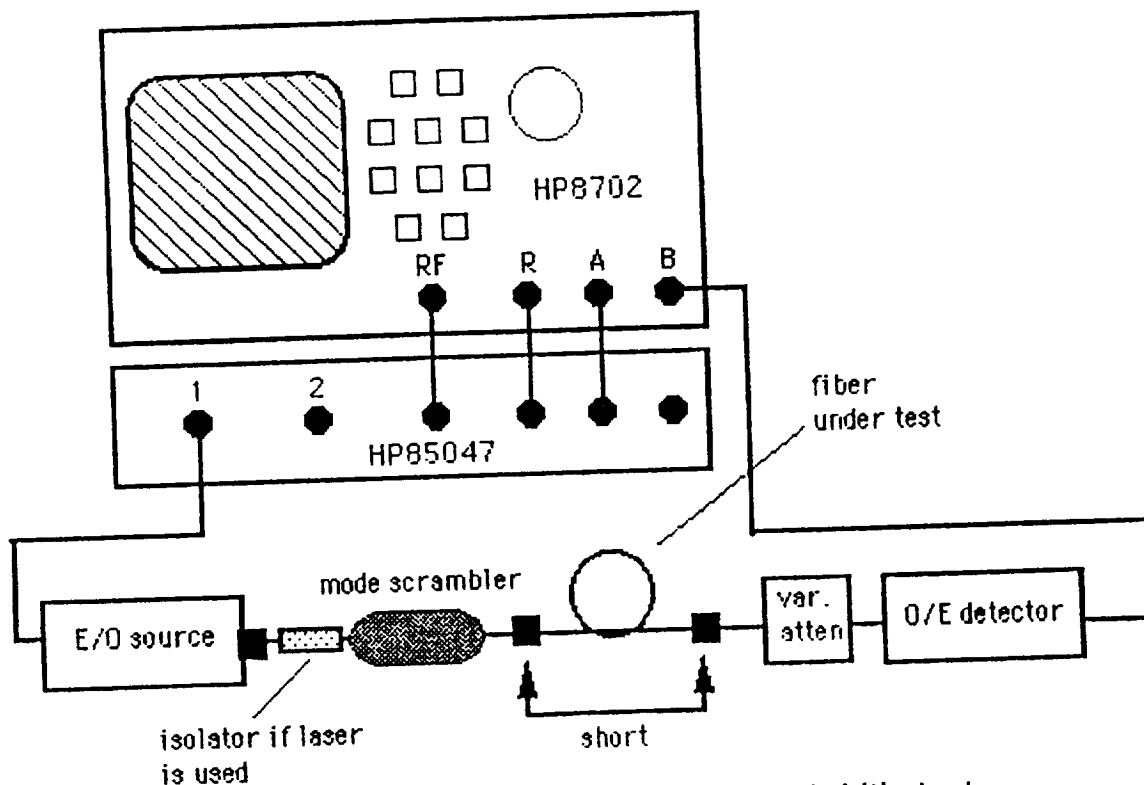 HP8702
RF R A B
1 2
HP85047
fiber
under test
mode scrambler
E/O source
var.
atten
O/E detector
isolator if laser
is used
short